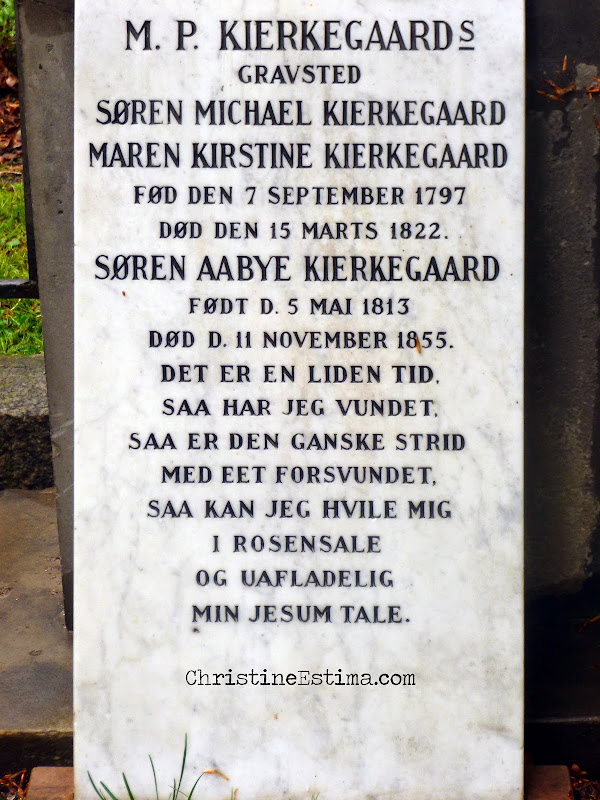 M. P. KIERKEGAARDS
GRAVSTED
SØREN MICHAEL KIERKEGAARD
MAREN KIRSTINE KIERKEGAARD
FØD DEN 7 SEPTEMBER 1797
DØD DEN 15 MARTS 1822.
SØREN AABYE KIERKEGAARD
FØDT D. 5 MAI 1813
DØD D. 11 NOVEMBER 1855.
DET ER EN LIDEN TID,
SAA HAR JEG VUNDET,
SAA ER DEN GANSKE STRID
MED EET FORSVUNDET,
SAA KAN JEG HVILE MIG
I ROSENSALE
OG UAFLADELIG
MIN JESUM TALE.
ChristineEstima.com